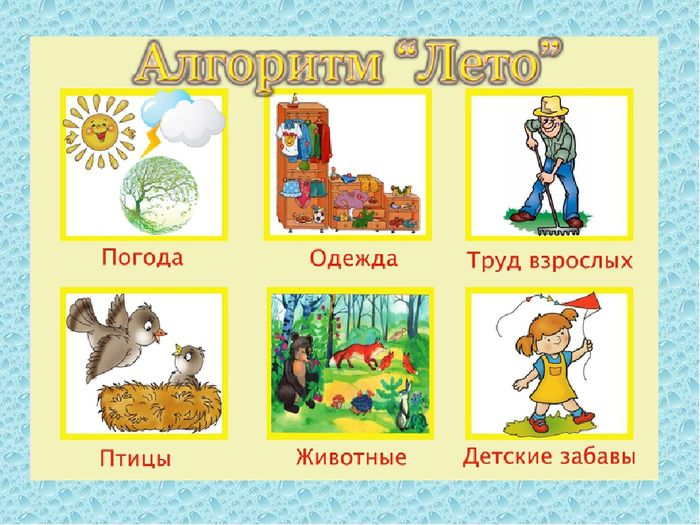 Алгоритм “Лето”
Погода
Одежда
Труд взрослых
Птицы
Животные
Детские забавы